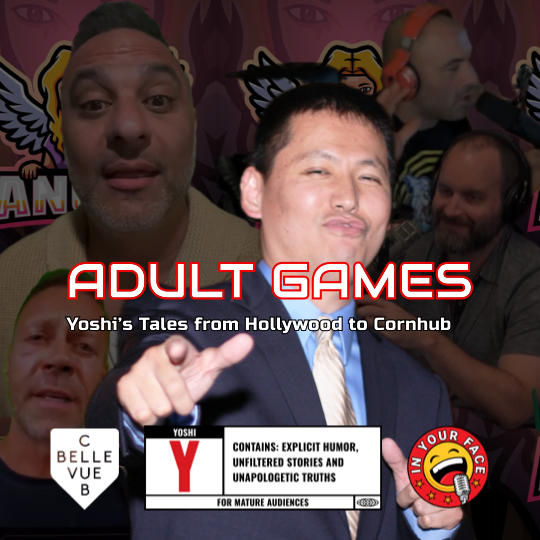 ANG
ADULT GAMES
Yoshi's Tales from Hollywood to Cornhub
C
BELLE
VUE
B
YOSHI
Y
CONTAINS: EXPLICIT HUMOR,
UNFILTERED STORIES AND
UNAPOLOGETIC TRUTHS
FOR MATURE AUDIENCES
IN YOUR FACE